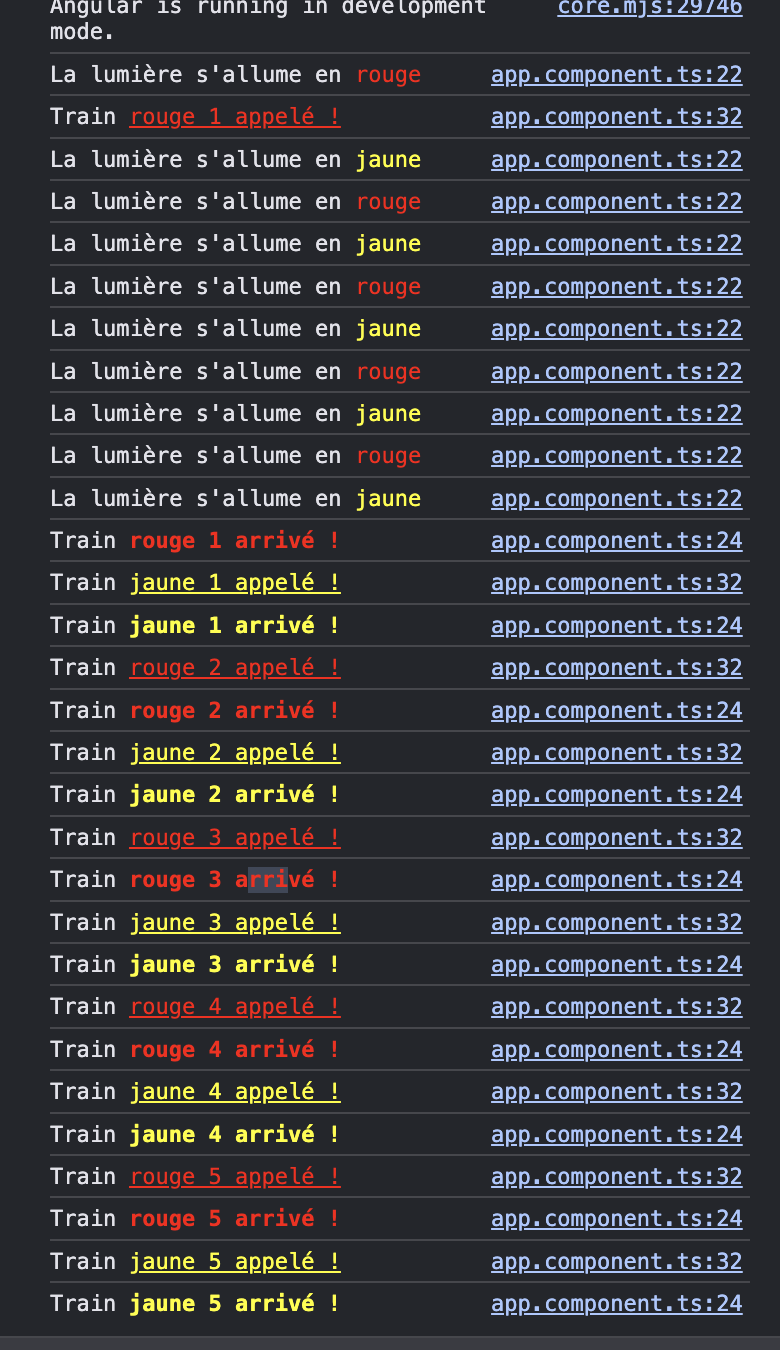 Angular is running in development core.mjs:29746
mode.
La lumière s'allume en rouge app.component.ts:22
Train rouge 1 appelé ! app.component.ts:32
La lumière s'allume en jaune app.component.ts:22
La lumière s'allume en rouge app.component.ts:22
La lumière s'allume en jaune app.component.ts:22
La lumière s'allume en rouge app.component.ts:22
La lumière s'allume en jaune app.component.ts:22
La lumière s'allume en rouge app.component.ts:22
La lumière s'allume en jaune app.component.ts:22
La lumière s'allume en rouge app.component.ts:22
La lumière s'allume en jaune app.component.ts:22
Train rouge 1 arrivé ! app.component.ts:24
Train jaune 1 appelé ! app.component.ts:32
Train jaune 1 arrivé ! app.component.ts:24
Train rouge 2 appelé ! app.component.ts:32
Train rouge 2 arrivé ! app.component.ts:24
Train jaune 2 appelé ! app.component.ts:32
Train jaune 2 arrivé ! app.component.ts:24
Train rouge 3 appelé ! app.component.ts:32
Train rouge 3 arrivé ! app.component.ts:24
Train jaune 3 appelé ! app.component.ts:32
Train jaune 3 arrivé ! app.component.ts:24
Train rouge 4 appelé ! app.component.ts:32
Train rouge 4 arrivé ! app.component.ts:24
Train jaune 4 appelé ! app.component.ts:32
Train jaune 4 arrivé ! app.component.ts:24
Train rouge 5 appelé ! app.component.ts:32
Train rouge 5 arrivé ! app.component.ts:24
Train jaune 5 appelé ! app.component.ts:32
Train jaune 5 arrivé ! app.component.ts:24